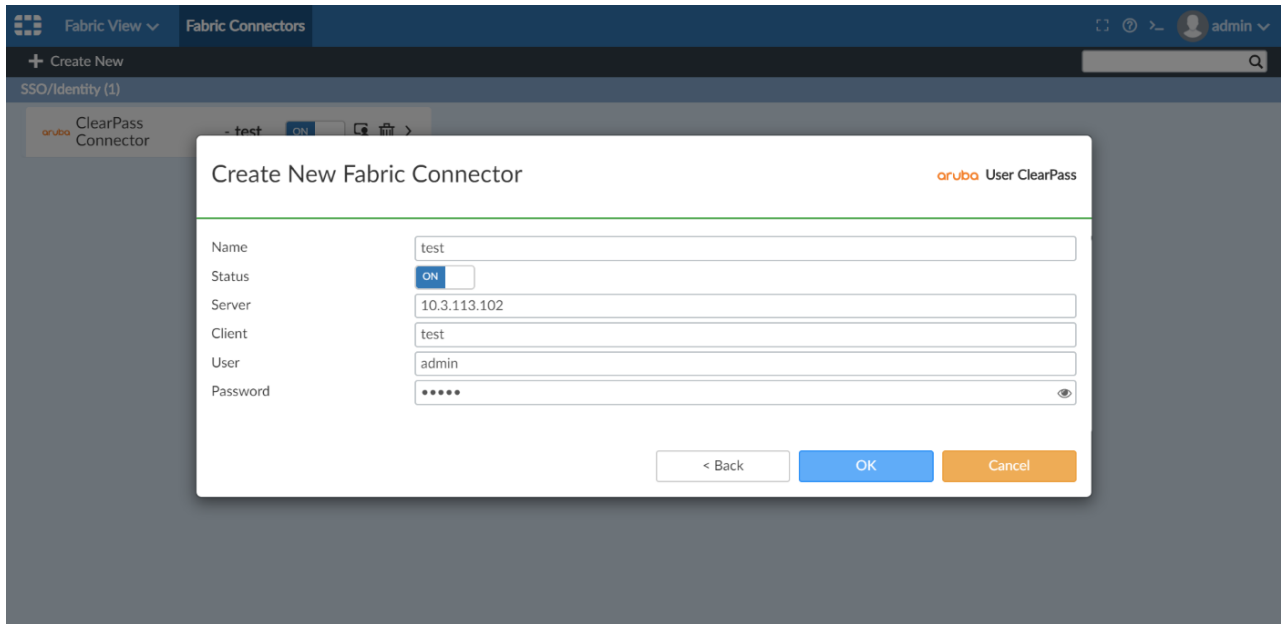 Fabric View Fabric Connectors >_ admin
+ Create New
SSO/Identity (1)
aruba ClearPass Connector - test ON >
Create New Fabric Connector
aruba User ClearPass
Name test
Status ON
Server 10.3.113.102
Client test
User admin
Password •••••
< Back OK Cancel